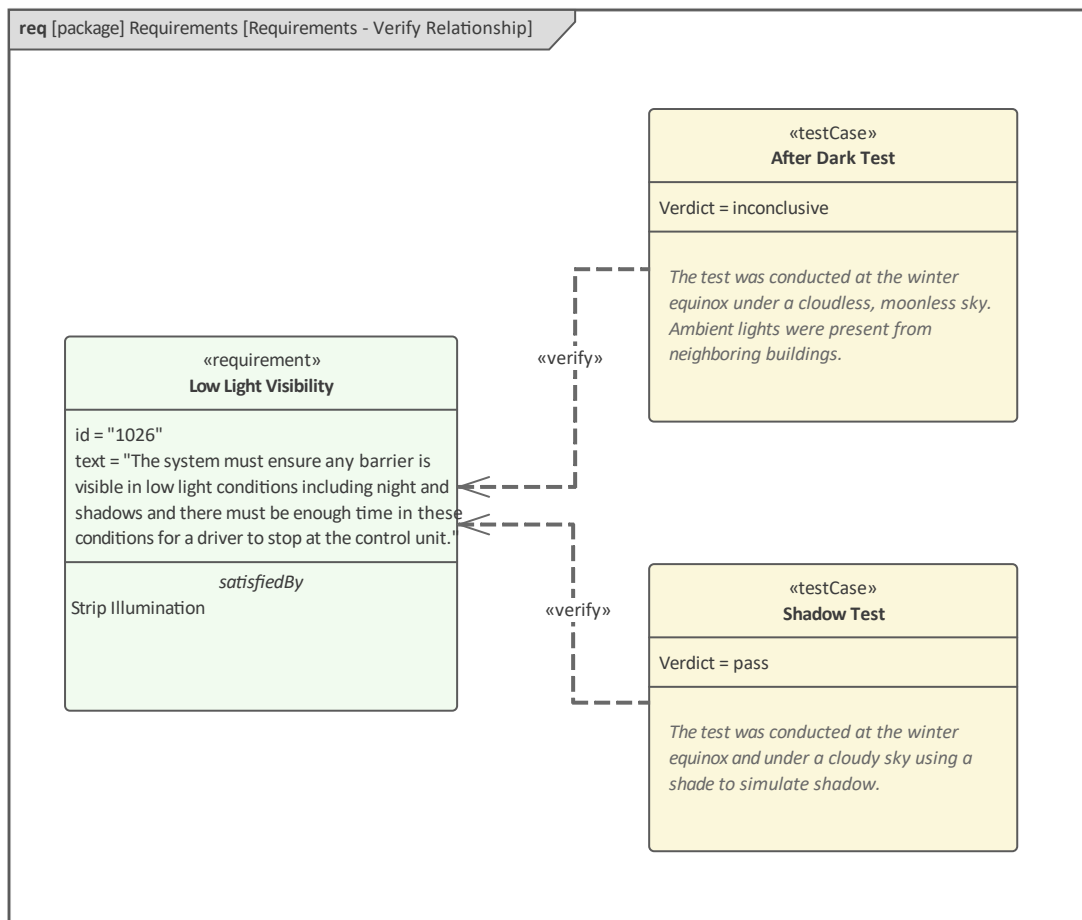 req [package] Requirements [Requirements - Verify Relationship]
«testCase»
After Dark Test
Verdict = inconclusive
The test was conducted at the winter
equinox under a cloudless, moonless sky.
Ambient lights were present from
neighboring buildings.
«verify»
«requirement»
Low Light Visibility
id = "1026"
text = "The system must ensure any barrier is
visible in low light conditions including night and
shadows and there must be enough time in these
conditions for a driver to stop at the control unit."
satisfiedBy
Strip Illumination
«verify»
«testCase»
Shadow Test
Verdict = pass
The test was conducted at the winter
equinox and under a cloudy sky using a
shade to simulate shadow.